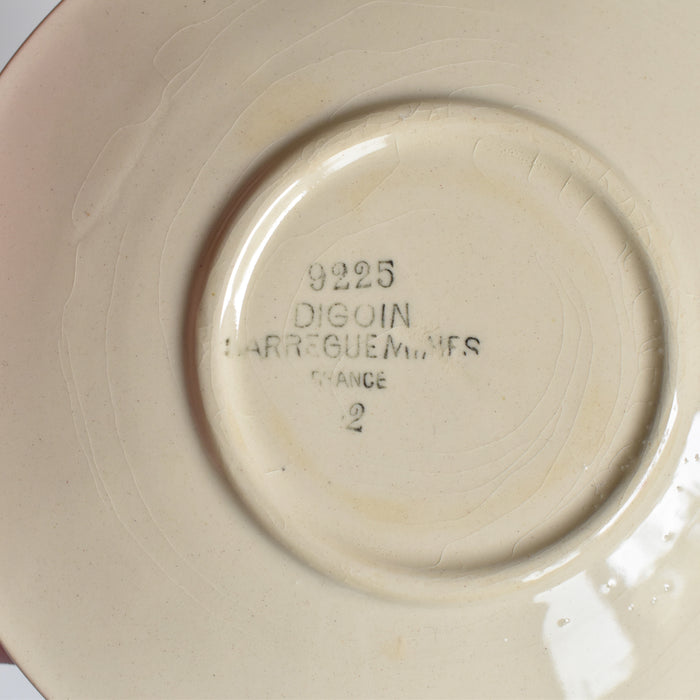 9225
DIGOIN
SARREGUEMINES
FRANCE
2